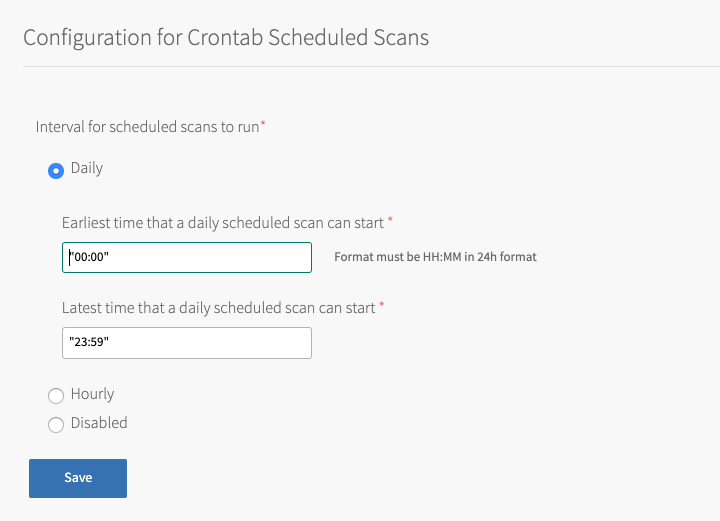 Configuration for Crontab Scheduled Scans
Interval for scheduled scans to run*
Daily
Earliest time that a daily scheduled scan can start *
"00:00" Format must be HH:MM in 24h format
Latest time that a daily scheduled scan can start *
"23:59"
Hourly
Disabled
Save